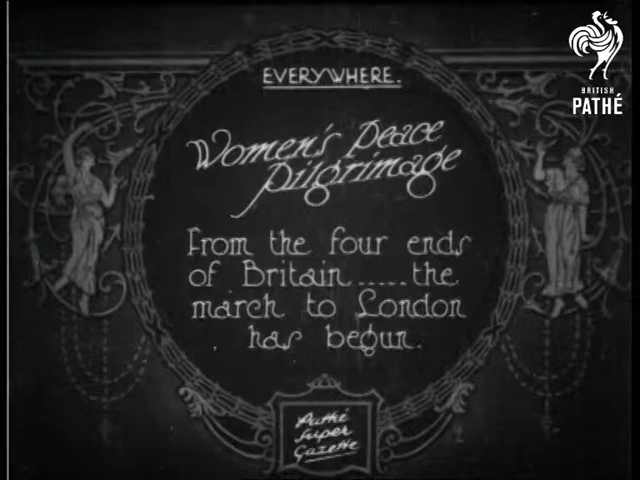 BRITISH
PATHÉ
EVERYWHERE.
Women's Peace
Pilgrimage
From the four ends
of Britain.....the
march to London
has begun.
Pathé
Super
Gazette